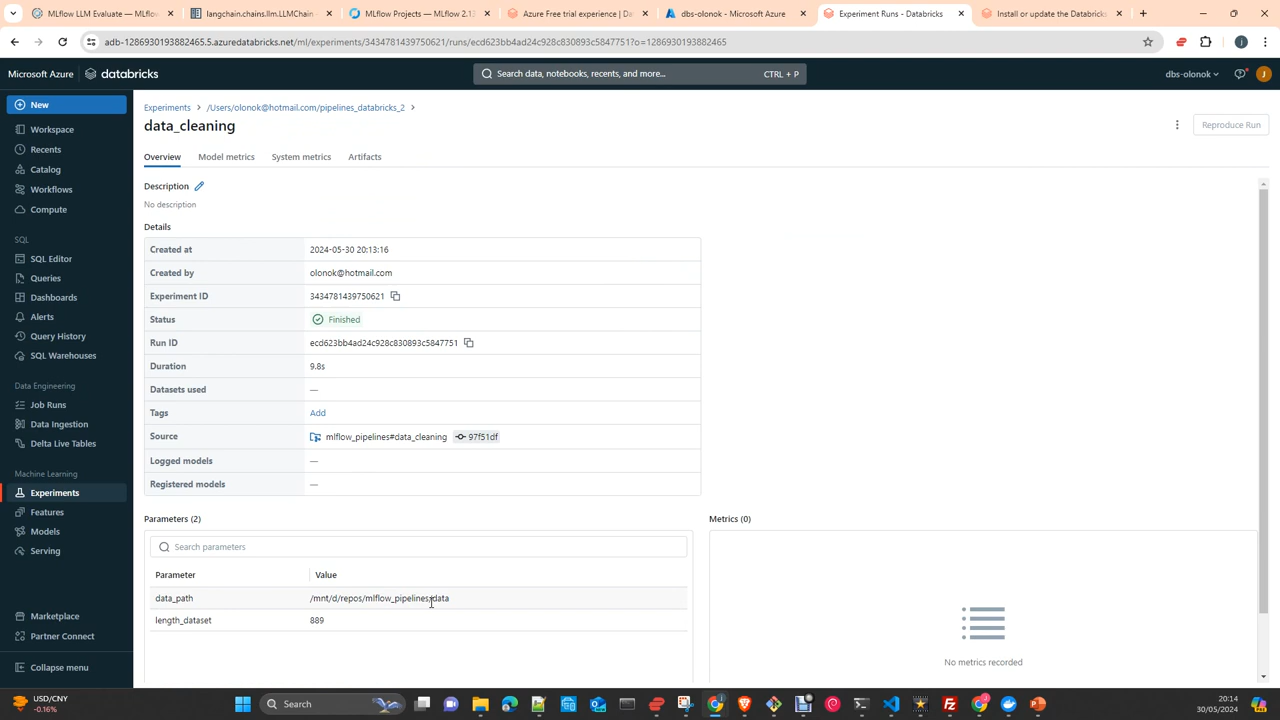 MLflow LLM Evaluate — MLflow
langchain.chains.llm.LLMChain
MLflow Projects — MLflow 2.13
Azure Free trial experience | Da
dbs-olonok - Microsoft Azure
Experiment Runs - Databricks
Install or update the Databricks
adb-1286930193882465.5.azuredatabricks.net/ml/experiments/3434781439750621/runs/ecd623bb4ad24c928c830893c5847751?o=1286930193882465
Microsoft Azure
databricks
Search data, notebooks, recents, and more...
CTRL + P
dbs-olonok
J
New
Workspace
Recents
Catalog
Workflows
Compute
SQL
SQL Editor
Queries
Dashboards
Alerts
Query History
SQL Warehouses
Data Engineering
Job Runs
Data Ingestion
Delta Live Tables
Machine Learning
Experiments
Features
Models
Serving
Marketplace
Partner Connect
Collapse menu
Experiments > /Users/olonok@hotmail.com/pipelines_databricks_2 >
data_cleaning
Reproduce Run
Overview
Model metrics
System metrics
Artifacts
Description
No description
Details
Created at 2024-05-30 20:13:16
Created by olonok@hotmail.com
Experiment ID 3434781439750621
Status Finished
Run ID ecd623bb4ad24c928c830893c5847751
Duration 9.8s
Datasets used —
Tags Add
Source mlflow_pipelines#data_cleaning 97f51df
Logged models —
Registered models —
Parameters (2)
Search parameters
Parameter Value
data_path /mnt/d/repos/mlflow_pipelines/data
length_dataset 889
Metrics (0)
No metrics recorded
USD/CNY
-0.16%
Search
20:14
30/05/2024